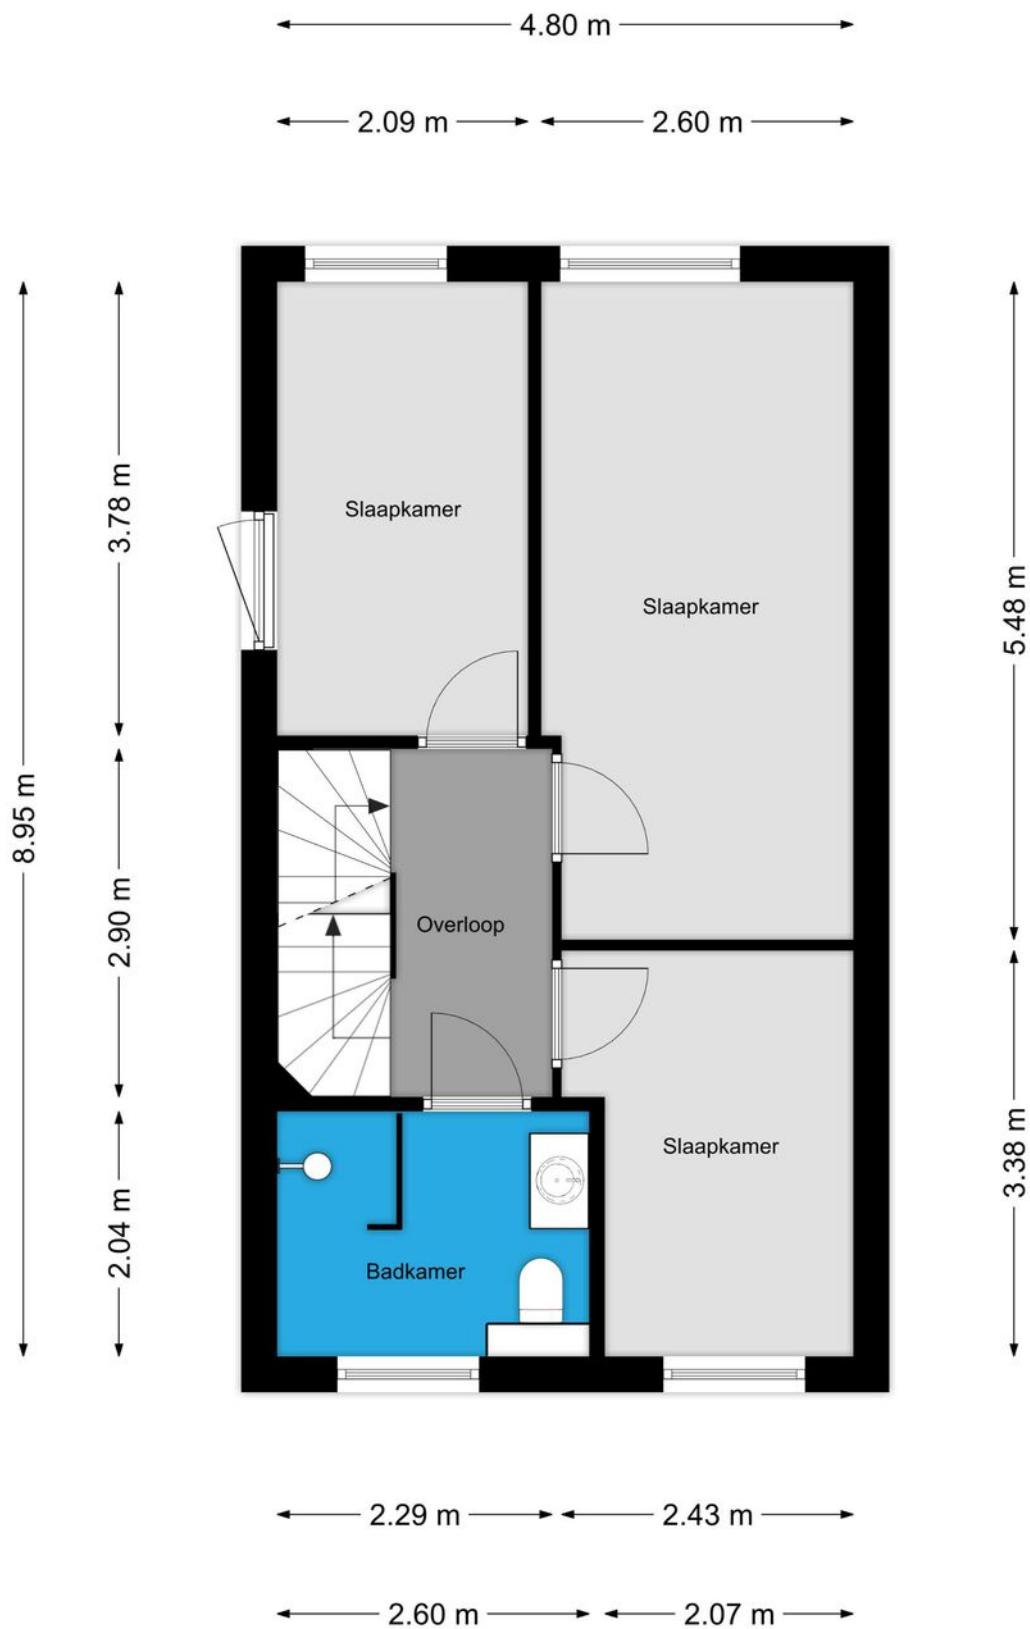 4.80 m
2.09 m
2.60 m
Slaapkamer
3.78 m
5.48 m
Slaapkamer
8.95 m
2.90 m
Overloop
Slaapkamer
3.38 m
2.04 m
Badkamer
2.29 m
2.43 m
2.60 m
2.07 m